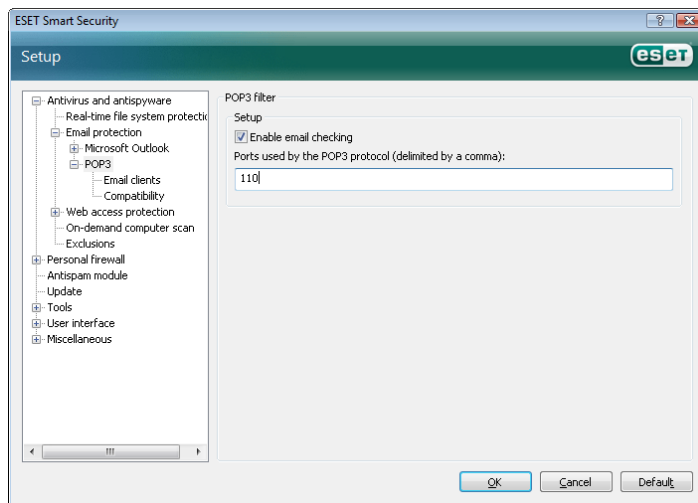 ESET Smart Security
Setup
eset
Antivirus and antispyware
Real-time file system protectic
Email protection
Microsoft Outlook
POP3
Email clients
Compatibility
Web access protection
On-demand computer scan
Exclusions
Personal firewall
Antispam module
Update
Tools
User interface
Miscellaneous
POP3 filter
Setup
Enable email checking
Ports used by the POP3 protocol (delimited by a comma):
110
OK
Cancel
Default